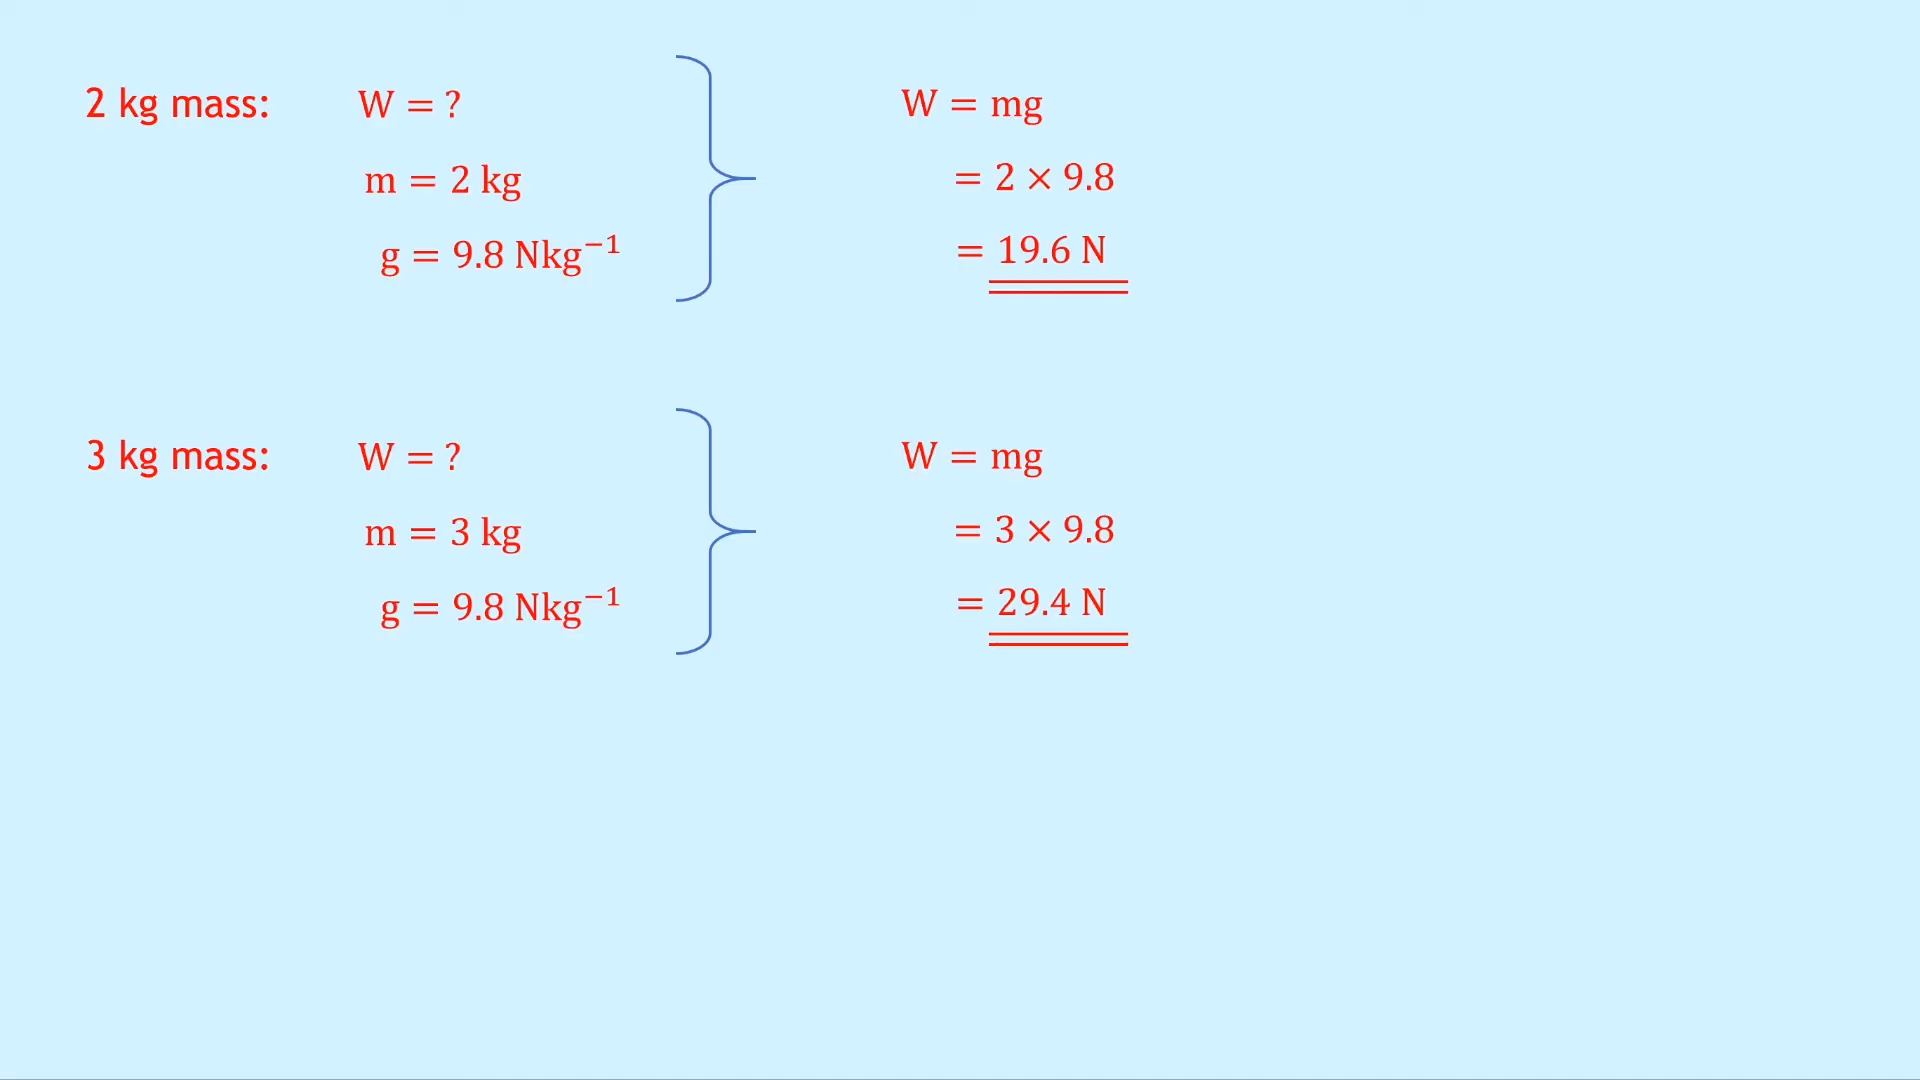 2 kg mass: W = ? W = mg
m = 2 kg = 2 × 9.8
g = 9.8 Nkg⁻¹ = 19.6 N
3 kg mass: W = ? W = mg
m = 3 kg = 3 × 9.8
g = 9.8 Nkg⁻¹ = 29.4 N